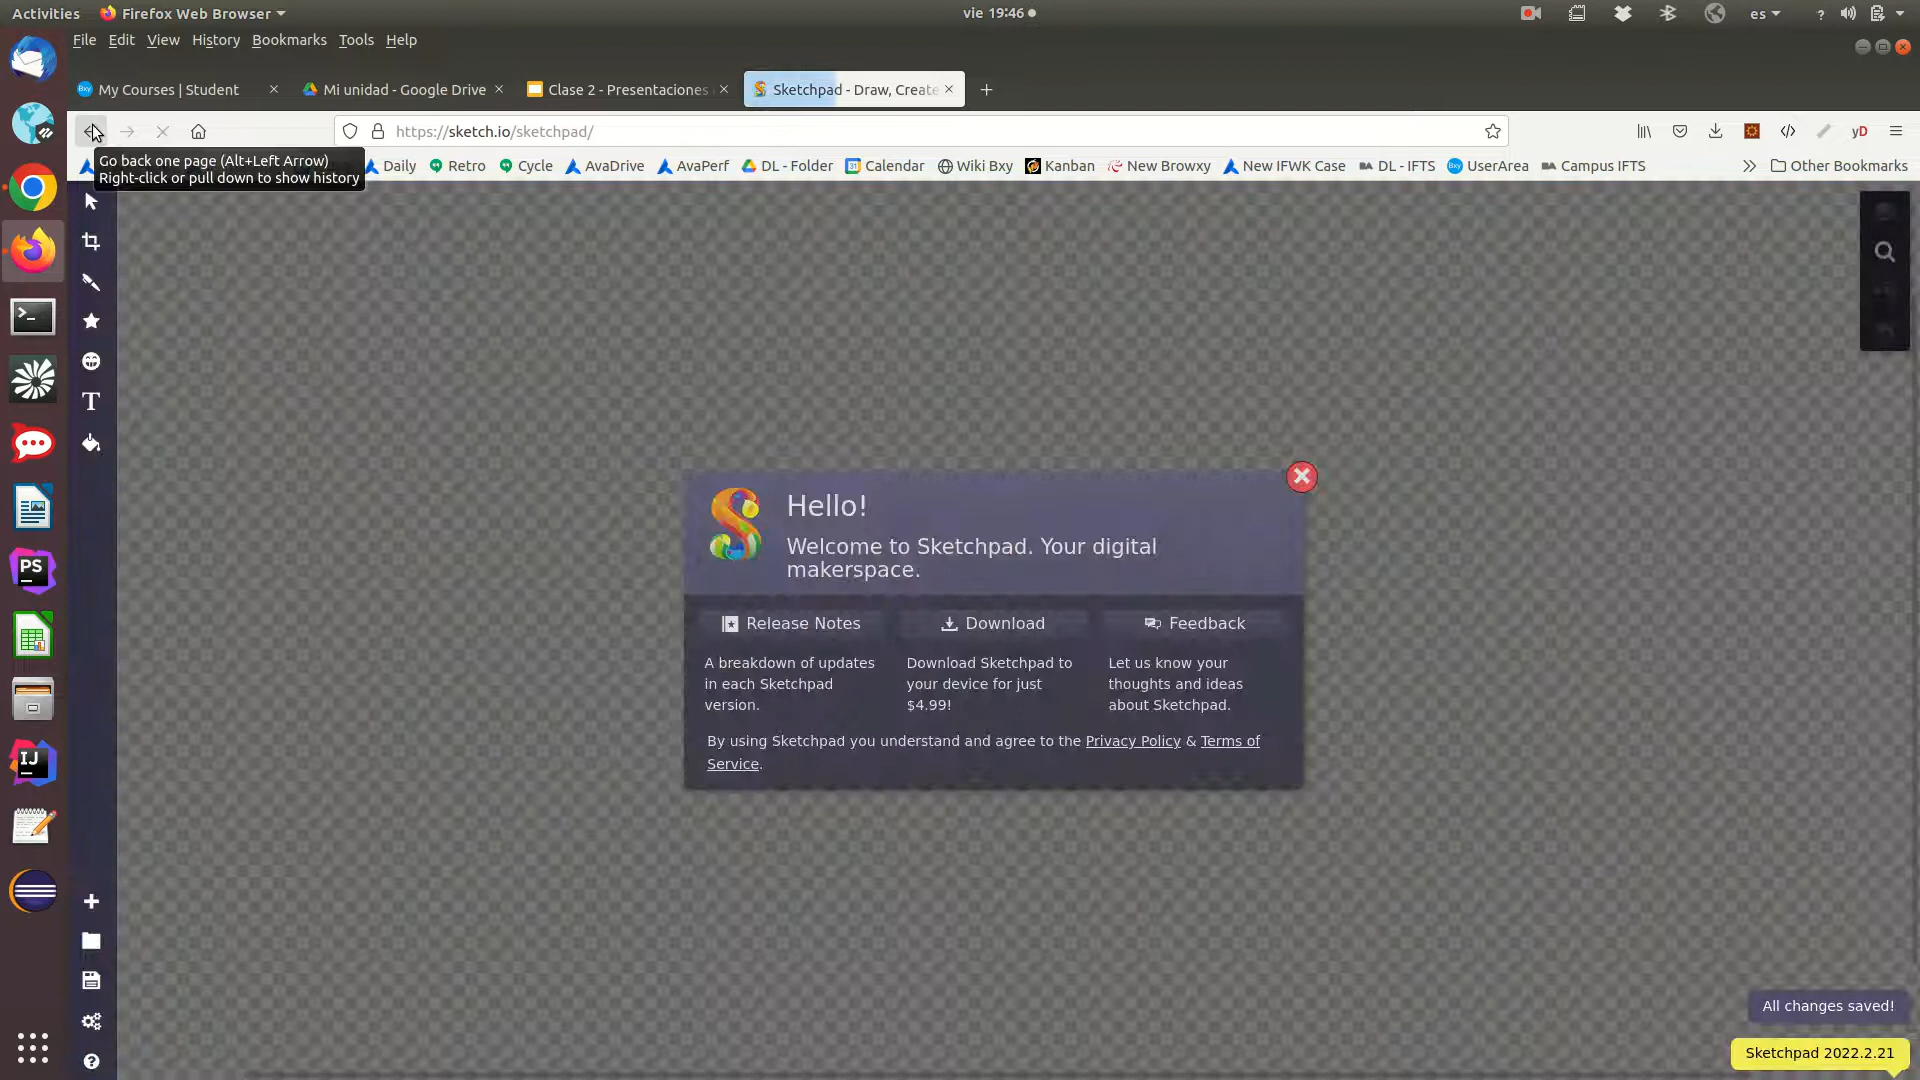 Activities Firefox Web Browser vie 19:46 es ?
File Edit View History Bookmarks Tools Help
My Courses | Student Mi unidad - Google Drive Clase 2 - Presentaciones Sketchpad - Draw, Create
https://sketch.io/sketchpad/ yD
Go back one page (Alt+Left Arrow)
Right-click or pull down to show history
Daily Retro Cycle AvaDrive AvaPerf DL - Folder Calendar Wiki Bxy Kanban New Browxy New IFWK Case DL - IFTS UserArea Campus IFTS Other Bookmarks
T
PS
IJ
Hello!
Welcome to Sketchpad. Your digital
makerspace.
Release Notes Download Feedback
A breakdown of updates Download Sketchpad to Let us know your
in each Sketchpad your device for just thoughts and ideas
version. $4.99! about Sketchpad.
By using Sketchpad you understand and agree to the Privacy Policy & Terms of
Service.
All changes saved!
Sketchpad 2022.2.21